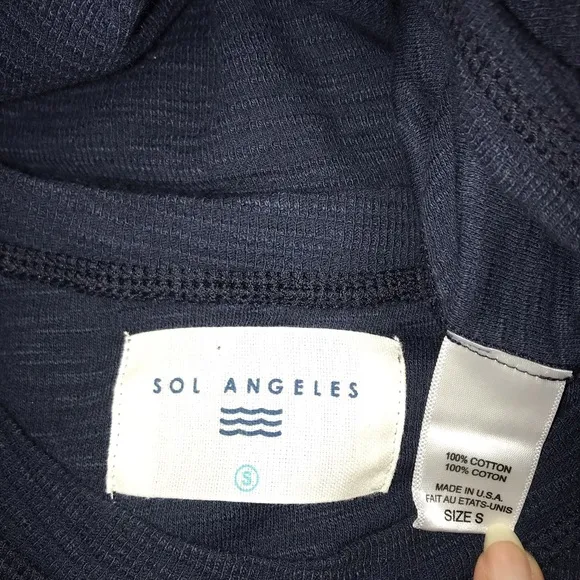 SOL ANGELES
S
100% COTTON
100% COTON
MADE IN U.S.A.
FAIT AU ETATS-UNIS
SIZE S